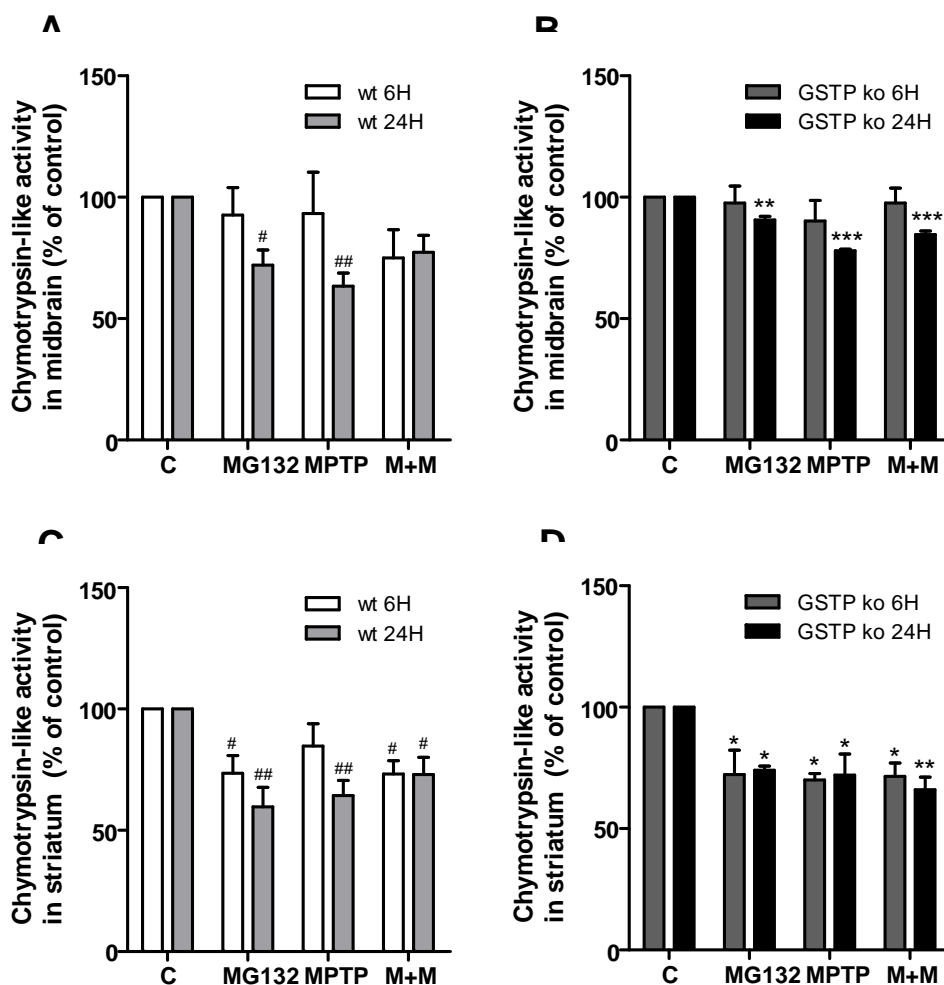 A
B
150
100
50
0
Chymotrypsin-like activity
in midbrain (% of control)
wt 6H
wt 24H
#
##
C MG132 MPTP M+M
150
100
50
0
Chymotrypsin-like activity
in midbrain (% of control)
GSTP ko 6H
GSTP ko 24H
**
***
***
C MG132 MPTP M+M
C
D
150
100
50
0
Chymotrypsin-like activity
in striatum (% of control)
wt 6H
wt 24H
#
##
##
#
#
C MG132 MPTP M+M
150
100
50
0
Chymotrypsin-like activity
in striatum (% of control)
GSTP ko 6H
GSTP ko 24H
*
*
*
*
*
**
C MG132 MPTP M+M